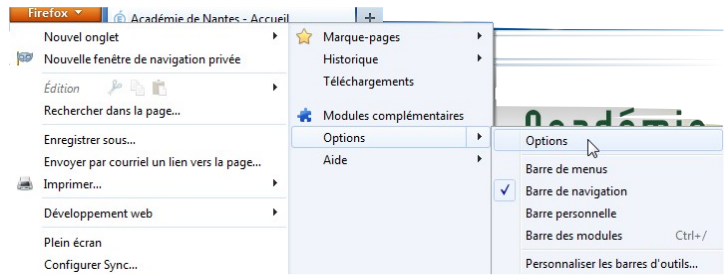 Firefox
Académie de Nantes - Accueil
Nouvel onglet
Nouvelle fenêtre de navigation privée
Édition
Rechercher dans la page...
Enregistrer sous...
Envoyer par courriel un lien vers la page...
Imprimer...
Développement web
Plein écran
Configurer Sync...
Marque-pages
Historique
Téléchargements
Modules complémentaires
Options
Aide
Académie
Options
Barre de menus
Barre de navigation
Barre personnelle
Barre des modules Ctrl+/
Personnaliser les barres d'outils...